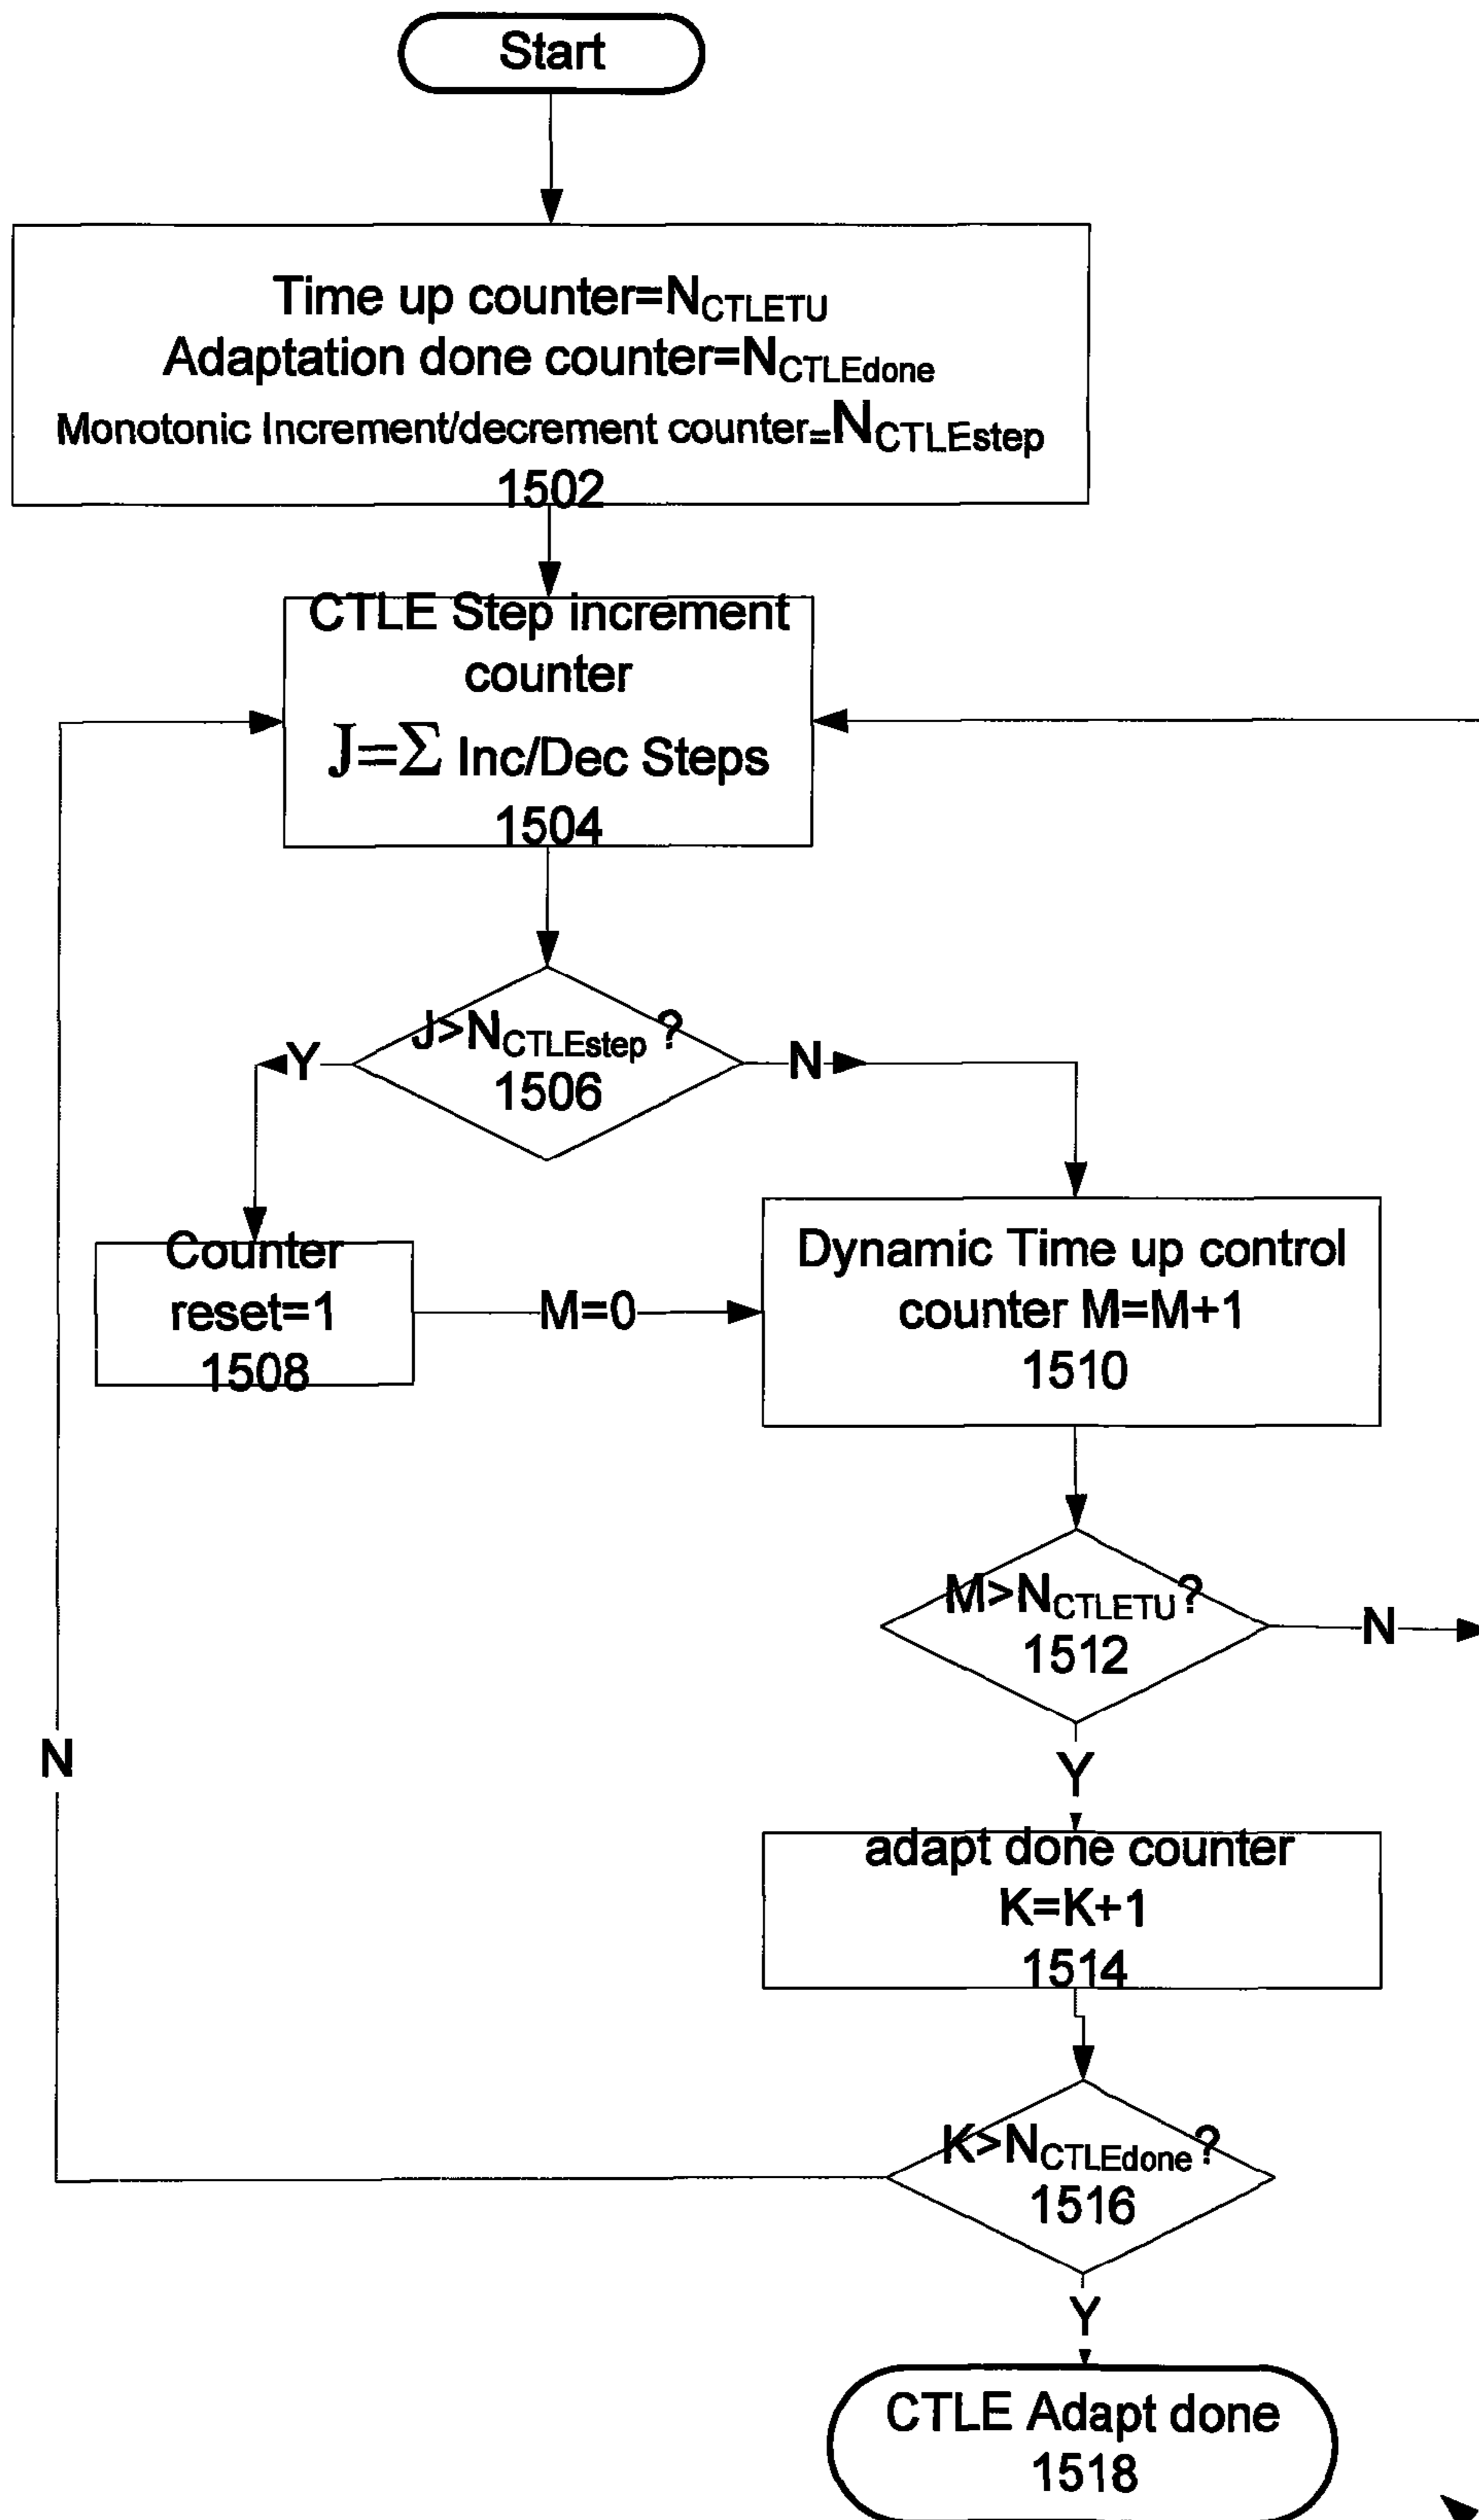 Start
Time up counter=NCTLETU
Adaptation done counter=NCTLEdone
Monotonic Increment/decrement counter=NCTLEstep
1502
CTLE Step increment
counter
J=Σ Inc/Dec Steps
1504
J>NCTLEstep ?
1506
Y
N
Counter
reset=1
1508
M=0
Dynamic Time up control
counter M=M+1
1510
M>NCTLETU?
1512
N
Y
N
adapt done counter
K=K+1
1514
K>NCTLEdone?
1516
Y
CTLE Adapt done
1518